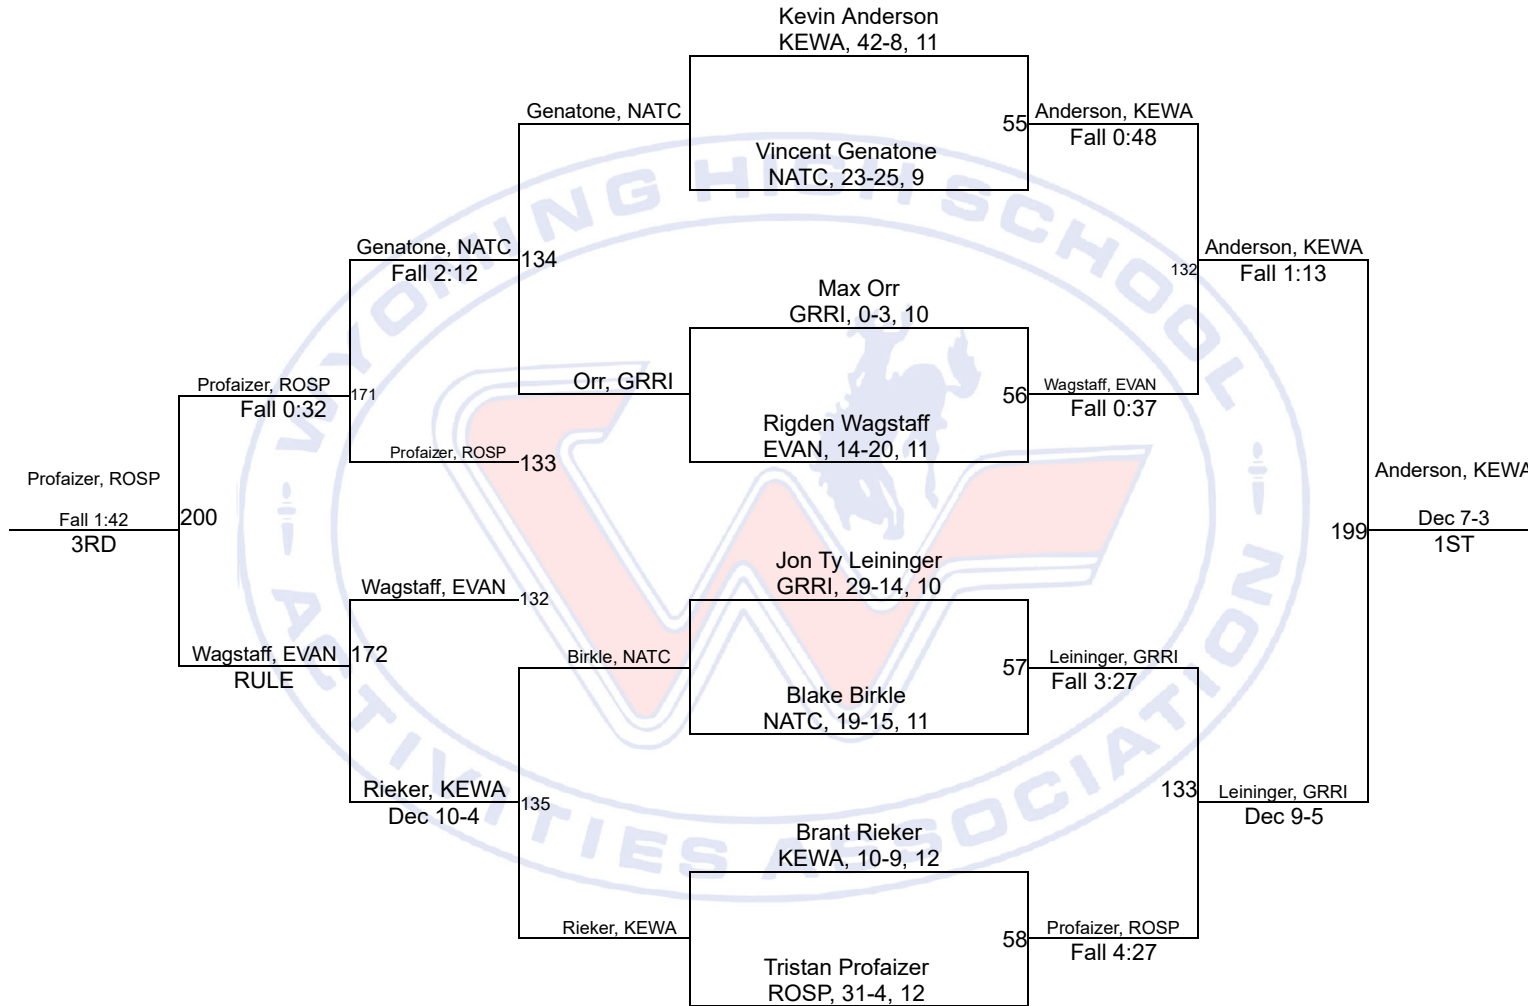 Kevin Anderson
KEWA, 42-8, 11
Genatone, NATC
55
Anderson, KEWA
Fall 0:48
Vincent Genatone
NATC, 23-25, 9
Genatone, NATC
Fall 2:12
134
132
Anderson, KEWA
Fall 1:13
Max Orr
GRRI, 0-3, 10
Profaizer, ROSP
Fall 0:32
171
Orr, GRRI
56
Wagstaff, EVAN
Fall 0:37
Rigden Wagstaff
EVAN, 14-20, 11
Profaizer, ROSP
133
Profaizer, ROSP
Fall 1:42
3RD
200
199
Anderson, KEWA
Dec 7-3
1ST
Jon Ty Leininger
GRRI, 29-14, 10
Wagstaff, EVAN
132
Wagstaff, EVAN
RULE
172
Birkle, NATC
57
Leininger, GRRI
Fall 3:27
Blake Birkle
NATC, 19-15, 11
Rieker, KEWA
Dec 10-4
135
133
Leininger, GRRI
Dec 9-5
Brant Rieker
KEWA, 10-9, 12
Rieker, KEWA
58
Profaizer, ROSP
Fall 4:27
Tristan Profaizer
ROSP, 31-4, 12
WYOMING HIGH SCHOOL
ACTIVITIES ASSOCIATION